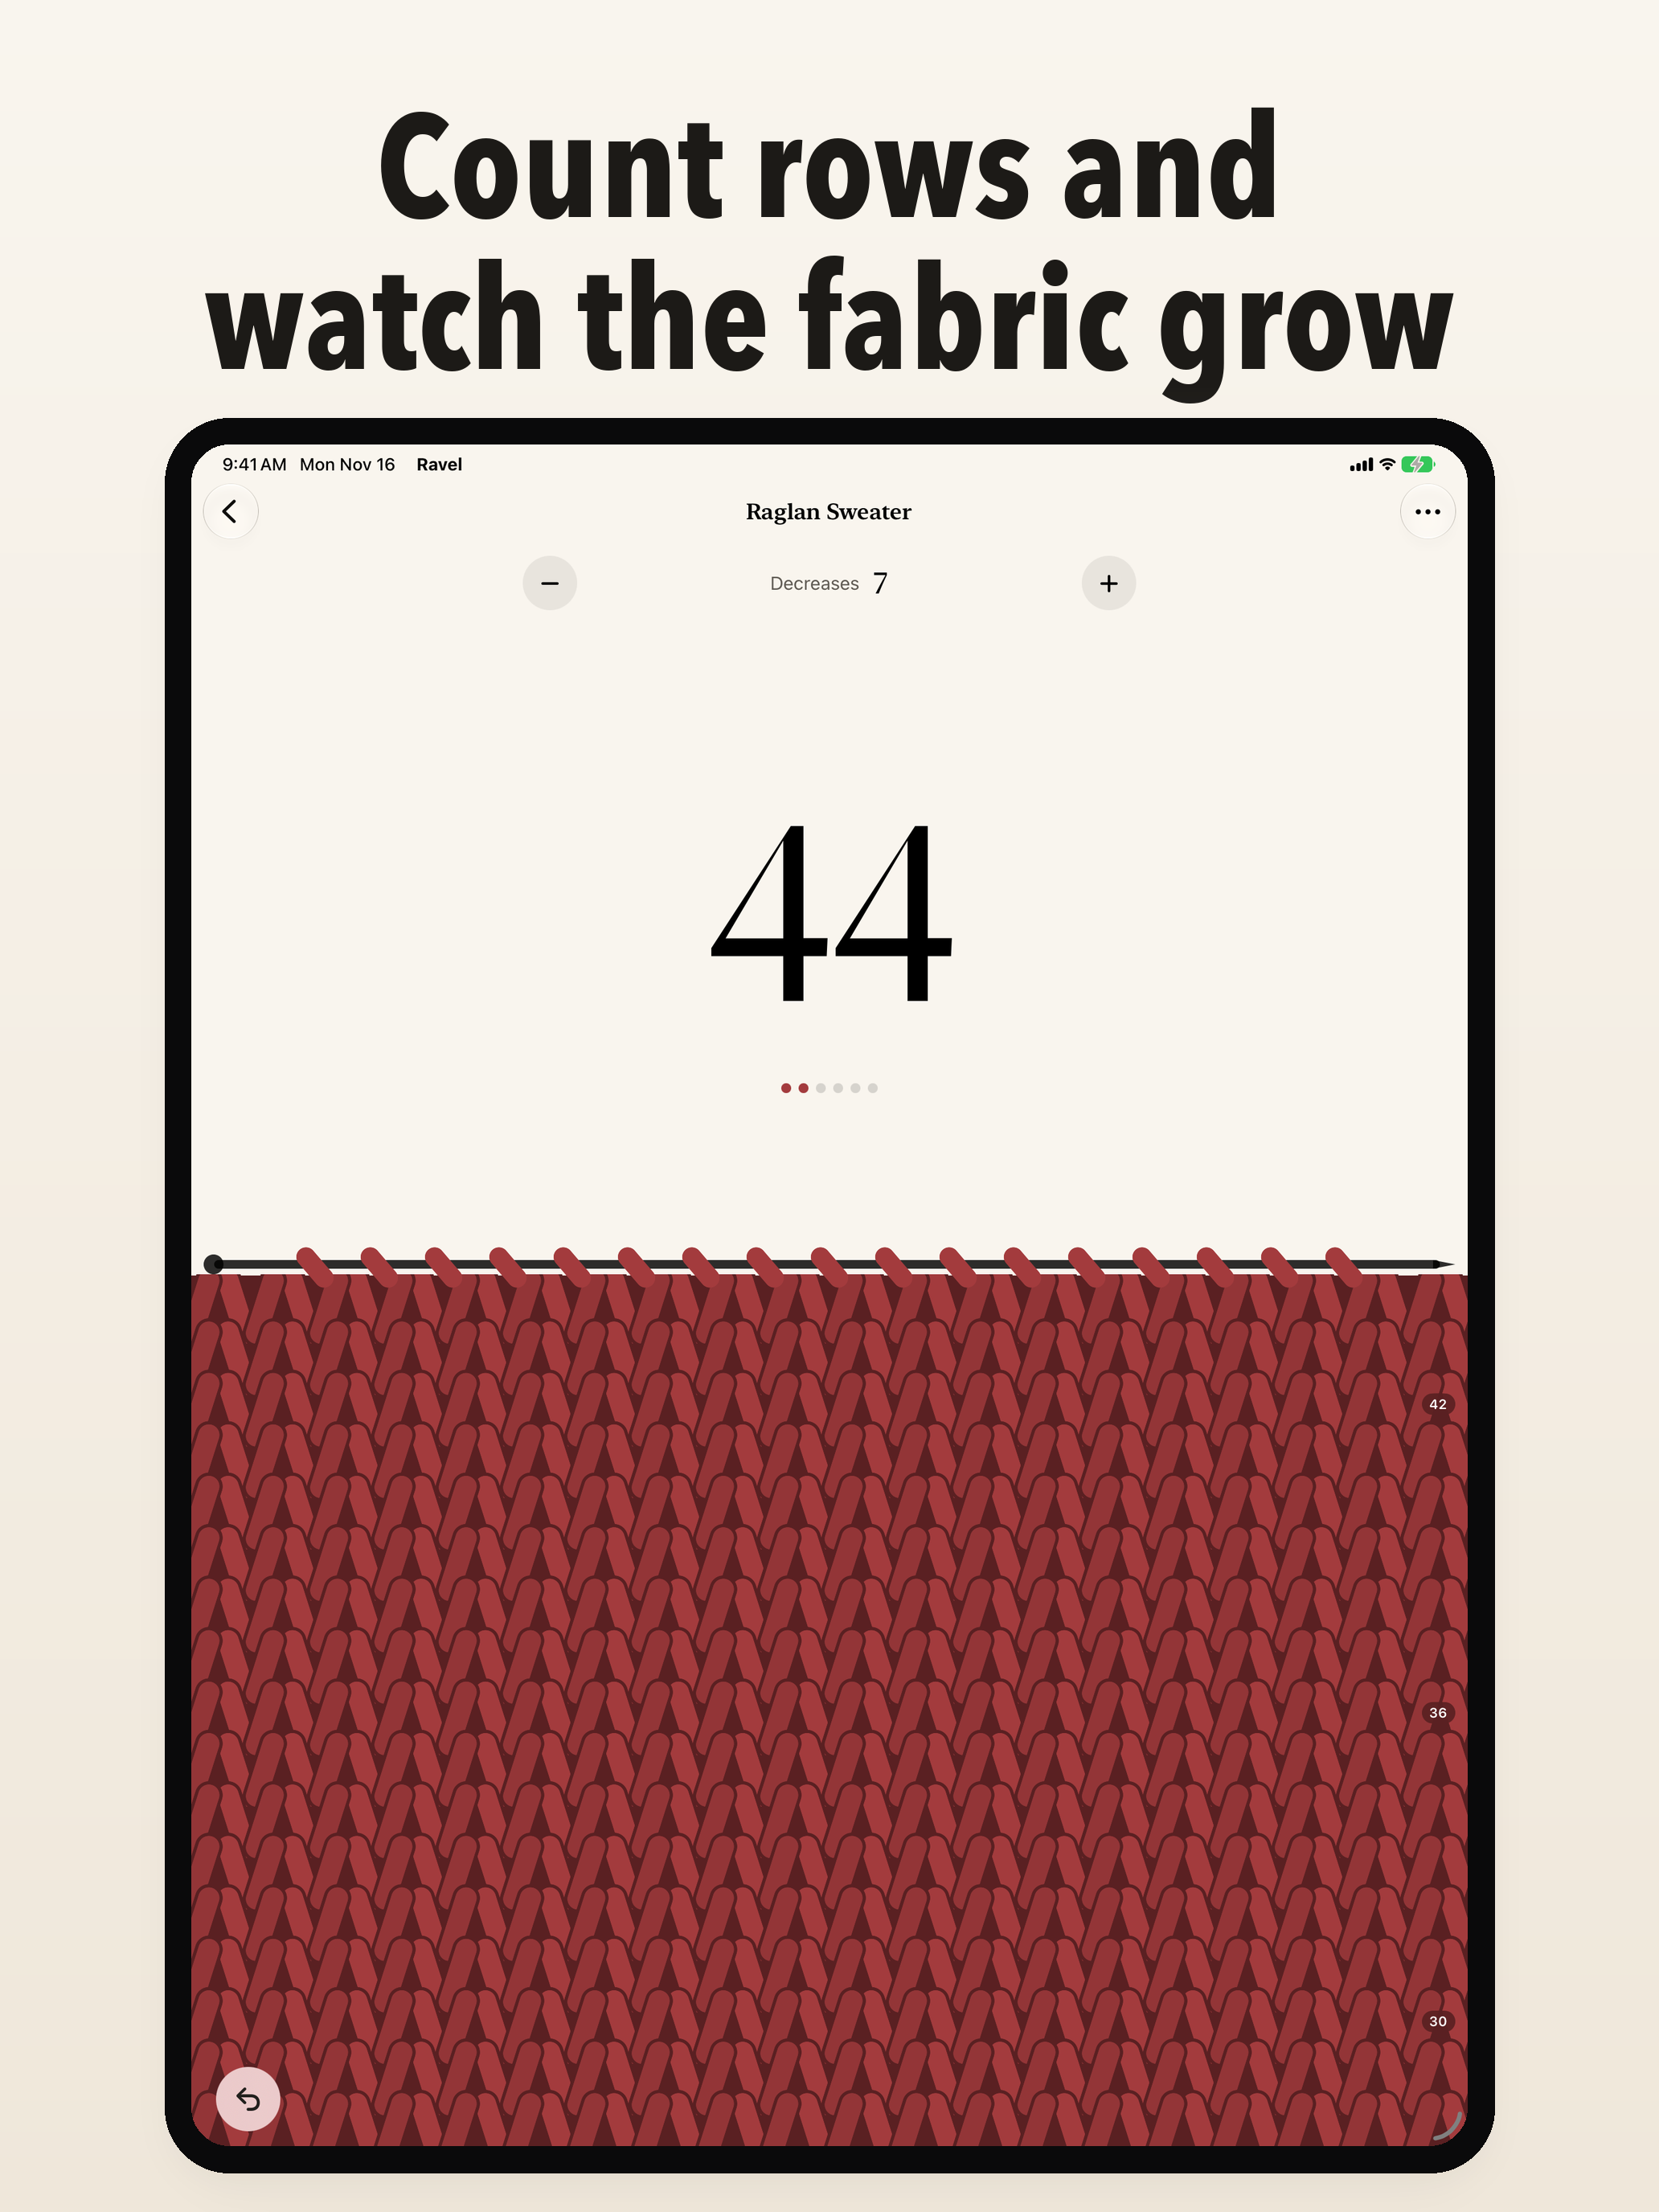 Count rows and
watch the fabric grow
9:41 AM Mon Nov 16 Ravel
Raglan Sweater
Decreases 7
44
42
36
30